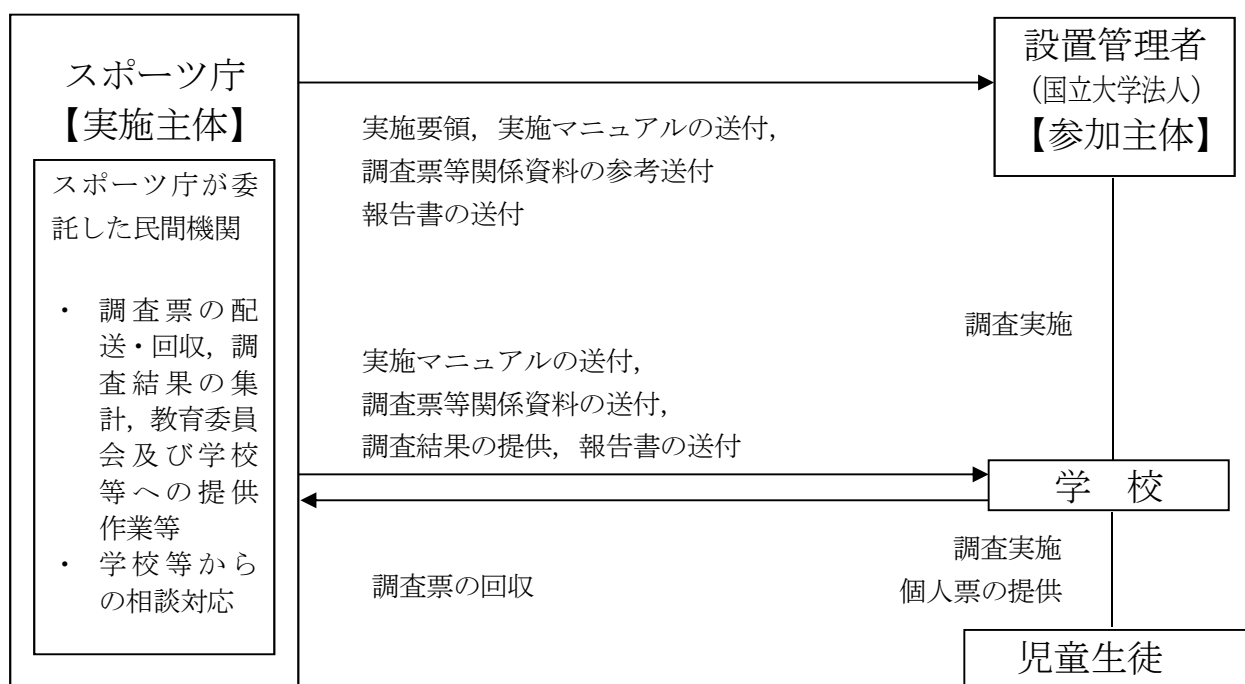 スポーツ庁
【実施主体】
スポーツ庁が委
託した民間機関
・ 調査票の配
送・回収，調
査結果の集
計，教育委員
会及び学校
等への提供
作業等
・ 学校等から
の相談対応
実施要領，実施マニュアルの送付，
調査票等関係資料の参考送付
報告書の送付
設置管理者
（国立大学法人）
【参加主体】
調査実施
実施マニュアルの送付，
調査票等関係資料の送付，
調査結果の提供，報告書の送付
学 校
調査票の回収
調査実施
個人票の提供
児童生徒